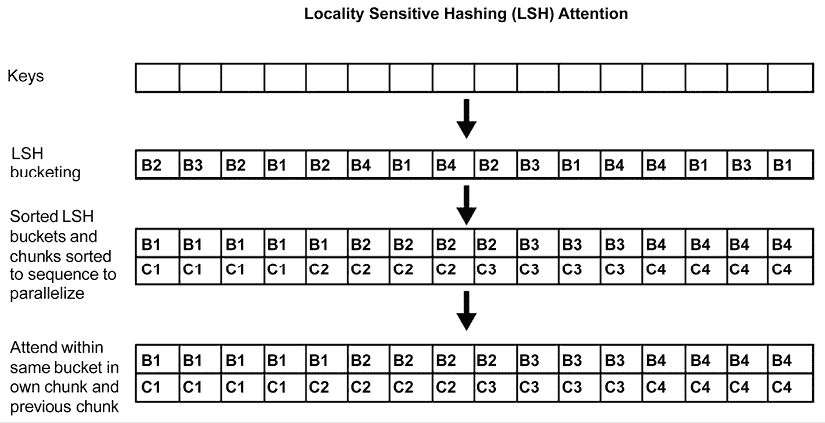 Locality Sensitive Hashing (LSH) Attention
Keys
LSH
bucketing
B2 B3 B2 B1 B2 B4 B1 B4 B2 B3 B1 B4 B4 B1 B3 B1
Sorted LSH
buckets and
chunks sorted
to sequence to
parallelize
B1 B1 B1 B1 B1 B2 B2 B2 B2 B3 B3 B3 B4 B4 B4 B4
C1 C1 C1 C1 C2 C2 C2 C2 C3 C3 C3 C3 C4 C4 C4 C4
Attend within
same bucket in
own chunk and
previous chunk
B1 B1 B1 B1 B1 B2 B2 B2 B2 B3 B3 B3 B4 B4 B4 B4
C1 C1 C1 C1 C2 C2 C2 C2 C3 C3 C3 C3 C4 C4 C4 C4